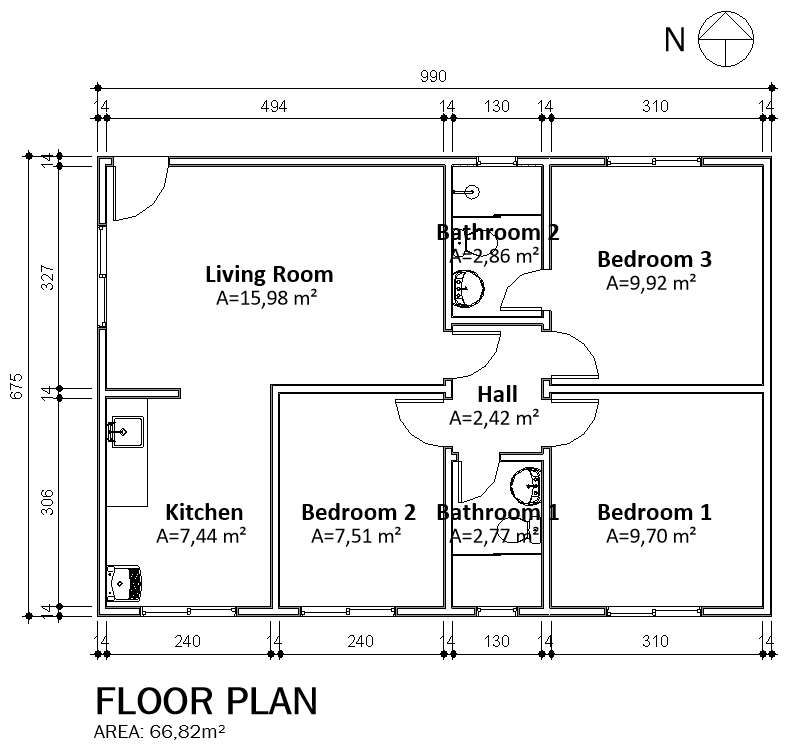 N
990
14 494 14 130 14 310 14
14
327
675
14
306
14
Bathroom 2
A=2,86 m²
Living Room
A=15,98 m²
Bedroom 3
A=9,92 m²
Hall
A=2,42 m²
Kitchen
A=7,44 m²
Bedroom 2
A=7,51 m²
Bathroom 1
A=2,77 m²
Bedroom 1
A=9,70 m²
14 240 14 240 14 130 14 310 14
FLOOR PLAN
AREA: 66,82m²